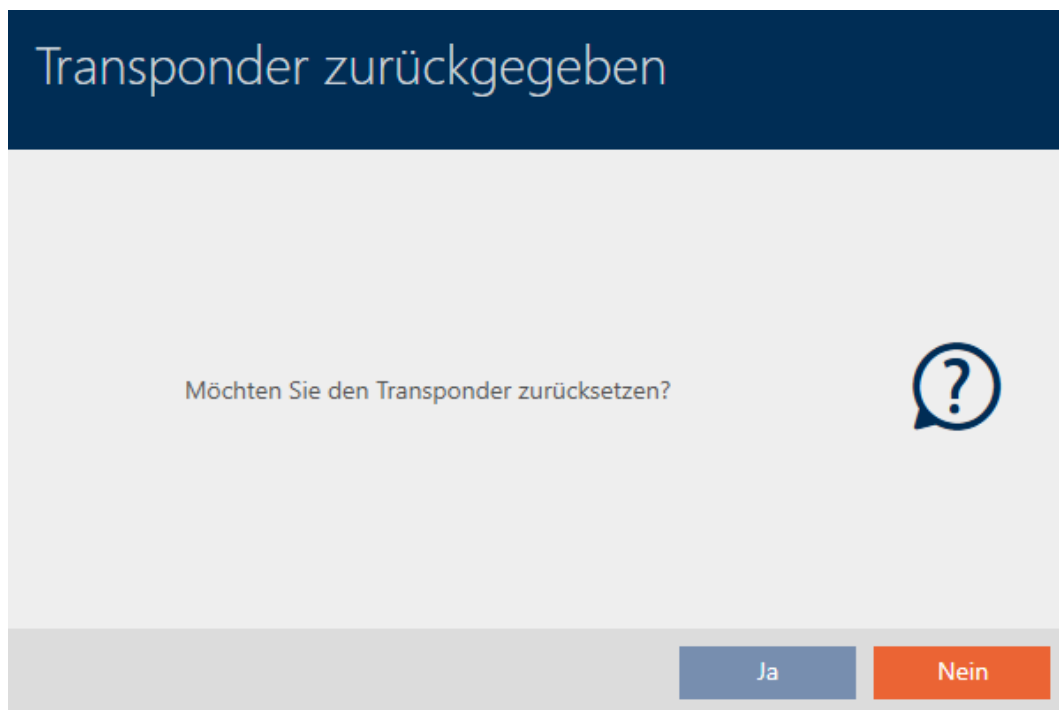 Transponder zurückgegeben
Möchten Sie den Transponder zurücksetzen?
?
Ja
Nein